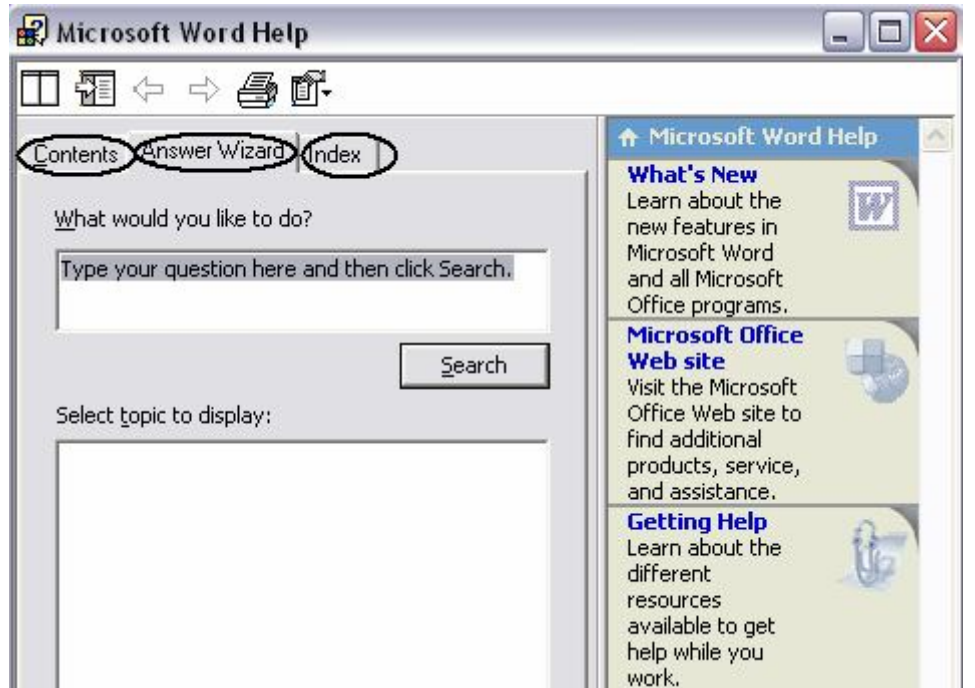 Microsoft Word Help
Contents
Answer Wizard
Index
What would you like to do?
Type your question here and then click Search.
Search
Select topic to display:
Microsoft Word Help
What's New
Learn about the
new features in
Microsoft Word
and all Microsoft
Office programs.
W
Microsoft Office
Web site
Visit the Microsoft
Office Web site to
find additional
products, service,
and assistance.
Getting Help
Learn about the
different
resources
available to get
help while you
work.